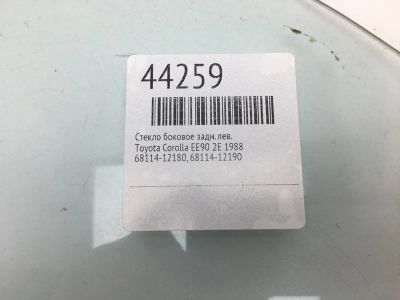 44259
Стекло боковое задн. лев.
Toyota Corolla EE90 2E 1988
68114-12180, 68114-12190